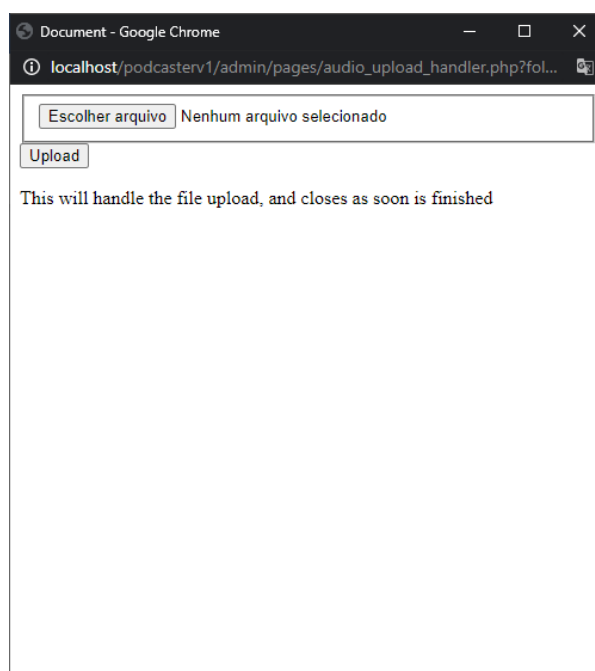 Document - Google Chrome
localhost/podcasterv1/admin/pages/audio_upload_handler.php?fol...
Escolher arquivo Nenhum arquivo selecionado
Upload
This will handle the file upload, and closes as soon is finished